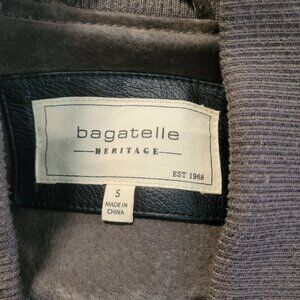 bagatelle
HERITAGE
EST 1968
S
MADE IN
CHINA